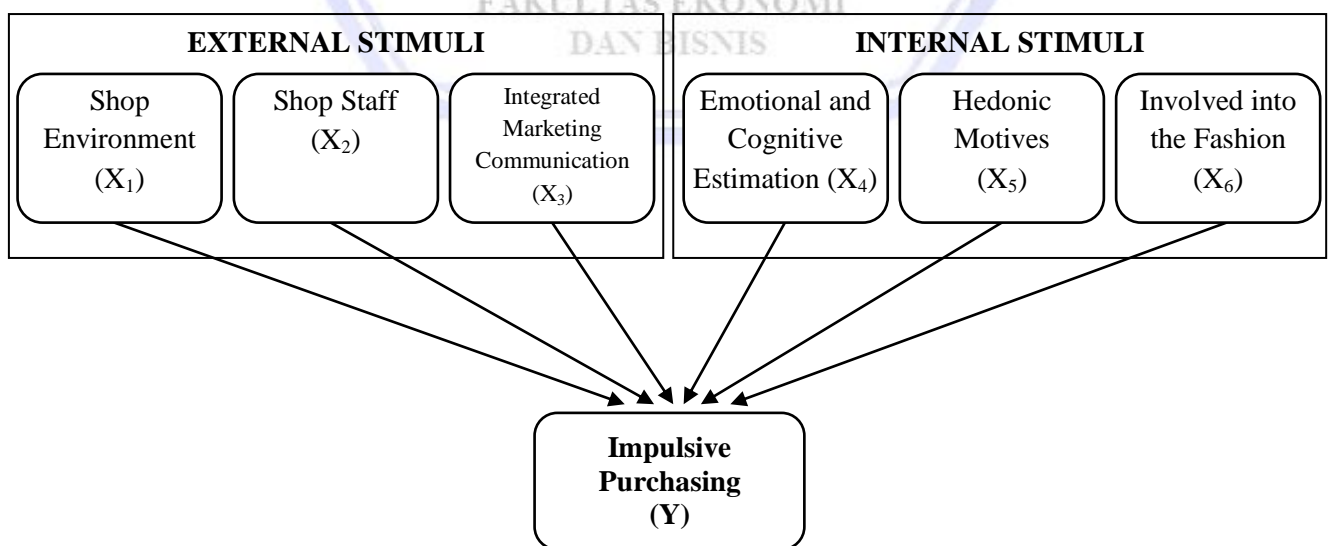 FAKULTAS EKONOMI
DAN BISNIS
EXTERNAL STIMULI
Shop
Environment
(X₁)
Shop Staff
(X₂)
Integrated
Marketing
Communication
(X₃)
INTERNAL STIMULI
Emotional and
Cognitive
Estimation (X₄)
Hedonic
Motives
(X₅)
Involved into
the Fashion
(X₆)
Impulsive
Purchasing
(Y)